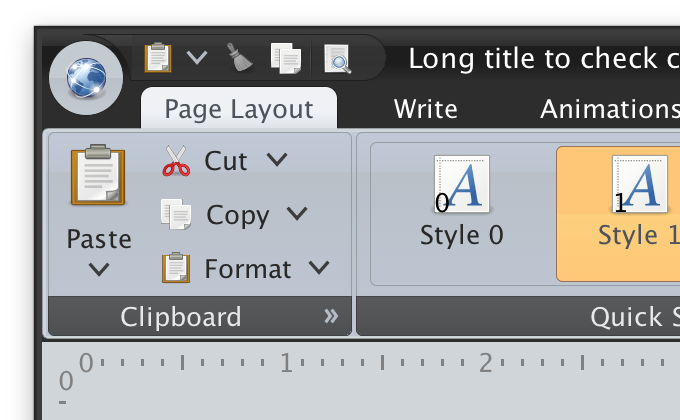 Long title to check c
Page Layout Write Animations
Cut
Copy
Paste
Format
0 Style 0
1 Style 1
Clipboard »
Quick S
0 1 2
0